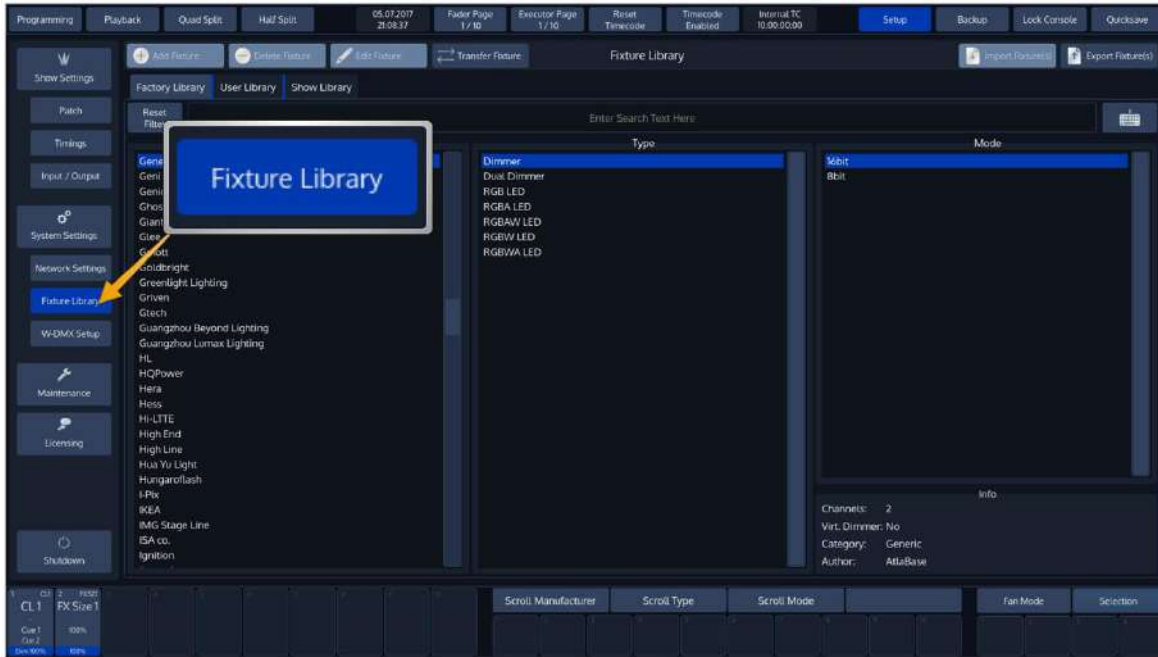 Programming Playback Quad Split Half Split 05.07.2017 Fader Page Executor Page Reset Timecode Internal TC Setup Backup Lock Console Quicksave
21:08:37 1 / 10 1 / 10 Timecode Enabled 10:00:00:00
Add Fixture Delete Fixture Edit Fixture Transfer Fixture Fixture Library Import Fixture(s) Export Fixture(s)
Show Settings
Factory Library User Library Show Library
Patch
Reset
Enter Search Text Here
Timings
Type Mode
Input / Output
Fixture Library
Dimmer
Dual Dimmer
RGB LED
RGBA LED
RGBAW LED
RGBW LED
RGBWA LED
16bit
8bit
System Settings
Network Settings
Fixture Library
W-DMX Setup
Maintenance
Licensing
Shutdown
Goldbright
Greenlight Lighting
Griven
Gtech
Guangzhou Beyond Lighting
Guangzhou Lumax Lighting
HL
HQPower
Hera
Hess
Hi-LTTE
High End
High Line
Hua Yu Light
Hungaroflash
I-Pix
IKEA
IMG Stage Line
ISA co.
Ignition
Info
Channels: 2
Virt. Dimmer: No
Category: Generic
Author: AtlaBase
CL 1 FX Size 1
Cue 1 100%
Cue 2
Dim 100% 100%
Scroll Manufacturer Scroll Type Scroll Mode Fan Mode Selection